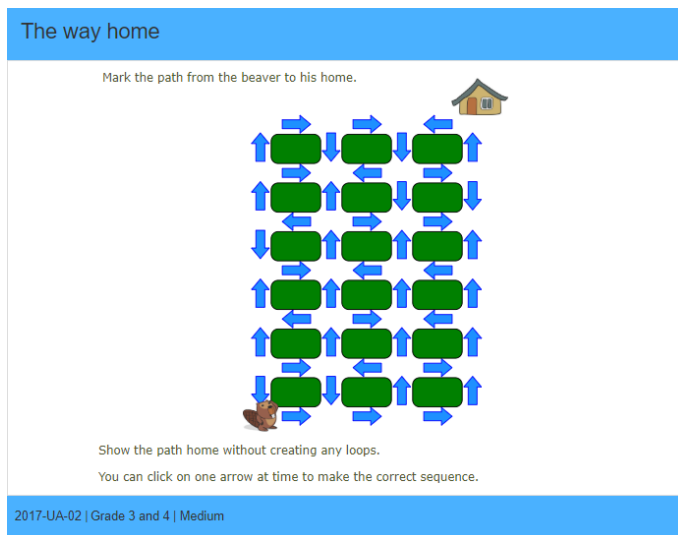 The way home
Mark the path from the beaver to his home.
Show the path home without creating any loops.
You can click on one arrow at time to make the correct sequence.
2017-UA-02 | Grade 3 and 4 | Medium